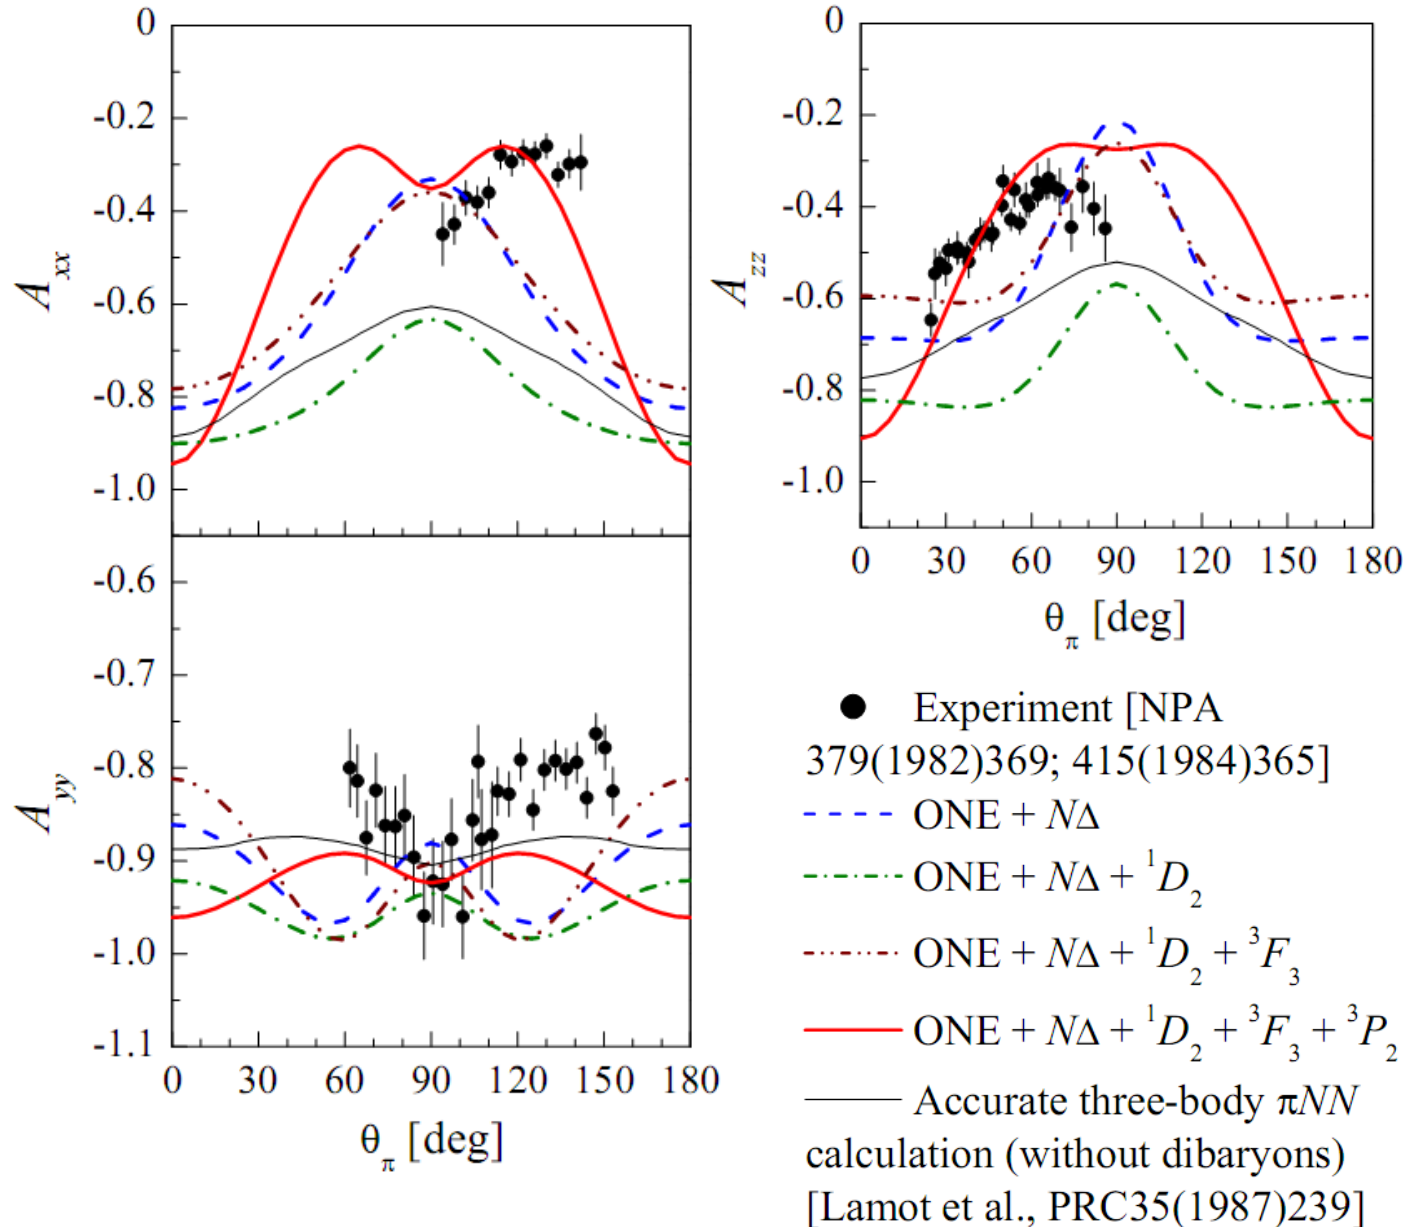 0
-0.2
-0.4
-0.6
-0.8
-1.0
A_xx
-0.6
-0.7
-0.8
-0.9
-1.0
-1.1
A_yy
0 30 60 90 120 150 180
θ_π [deg]
0
-0.2
-0.4
-0.6
-0.8
-1.0
A_zz
0 30 60 90 120 150 180
θ_π [deg]
Experiment [NPA
379(1982)369; 415(1984)365]
ONE + NΔ
ONE + NΔ + ¹D₂
ONE + NΔ + ¹D₂ + ³F₃
ONE + NΔ + ¹D₂ + ³F₃ + ³P₂
Accurate three-body πNN
calculation (without dibaryons)
[Lamot et al., PRC35(1987)239]